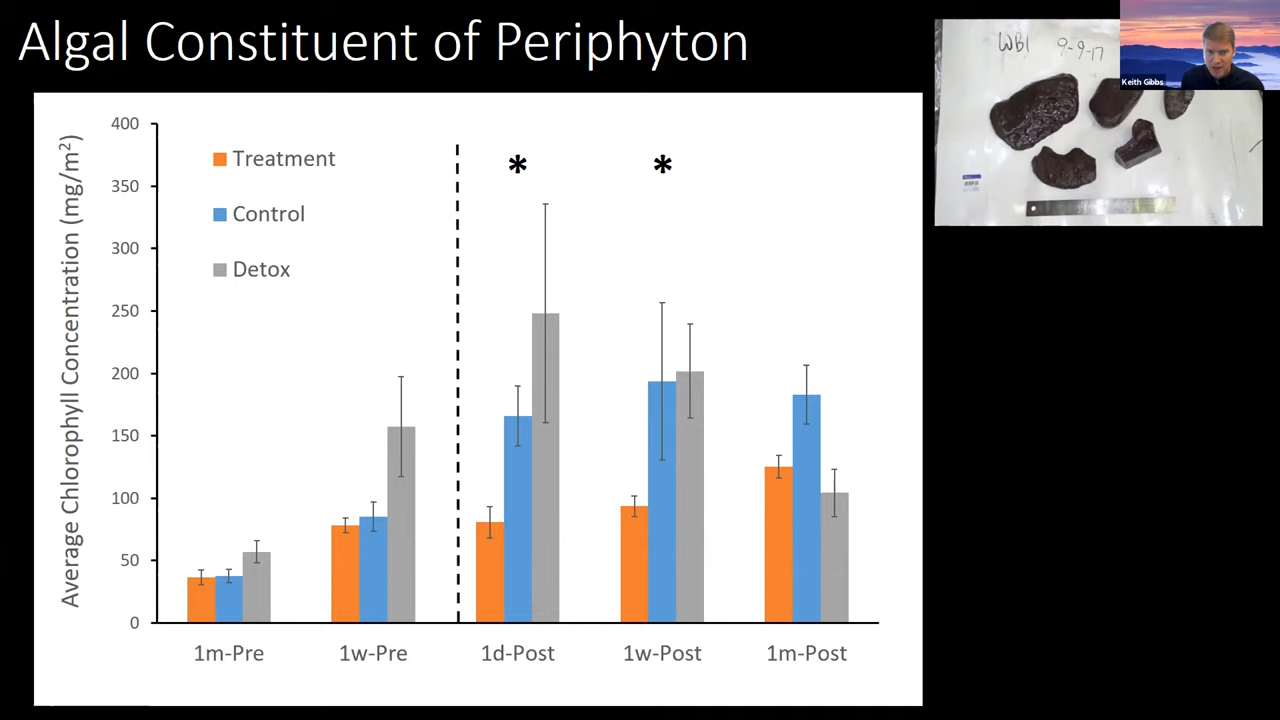 Algal Constituent of Periphyton
WB1 9-9-17
Keith Gibbs
Average Chlorophyll Concentration (mg/m²)
400
350
300
250
200
150
100
50
0
Treatment
Control
Detox
*
*
1m-Pre
1w-Pre
1d-Post
1w-Post
1m-Post